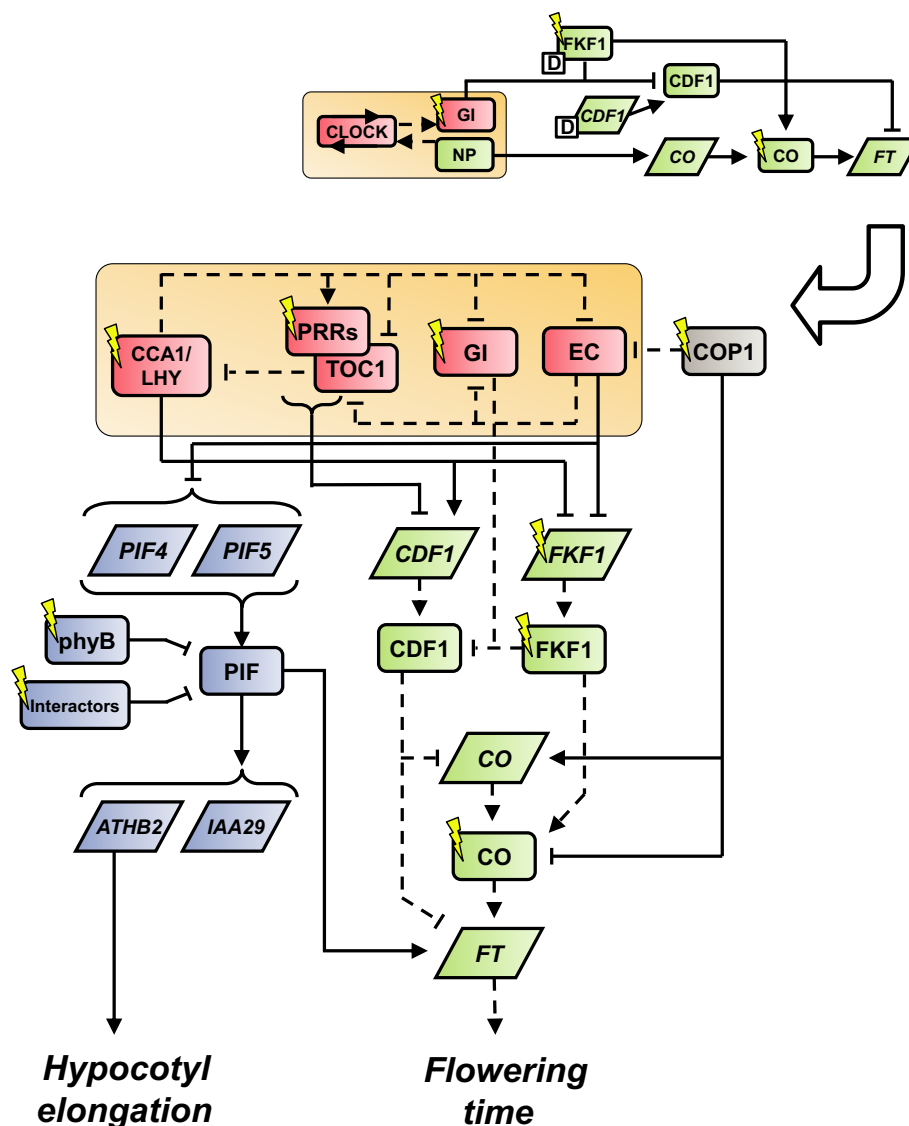 FKF1
D
CDF1
GI
CDF1
D
CLOCK
NP
CO
CO
FT
PRRs
CCA1/
LHY
TOC1
GI
EC
COP1
PIF4
PIF5
CDF1
FKF1
phyB
PIF
CDF1
FKF1
Interactors
CO
ATHB2
IAA29
CO
FT
Hypocotyl
elongation
Flowering
time